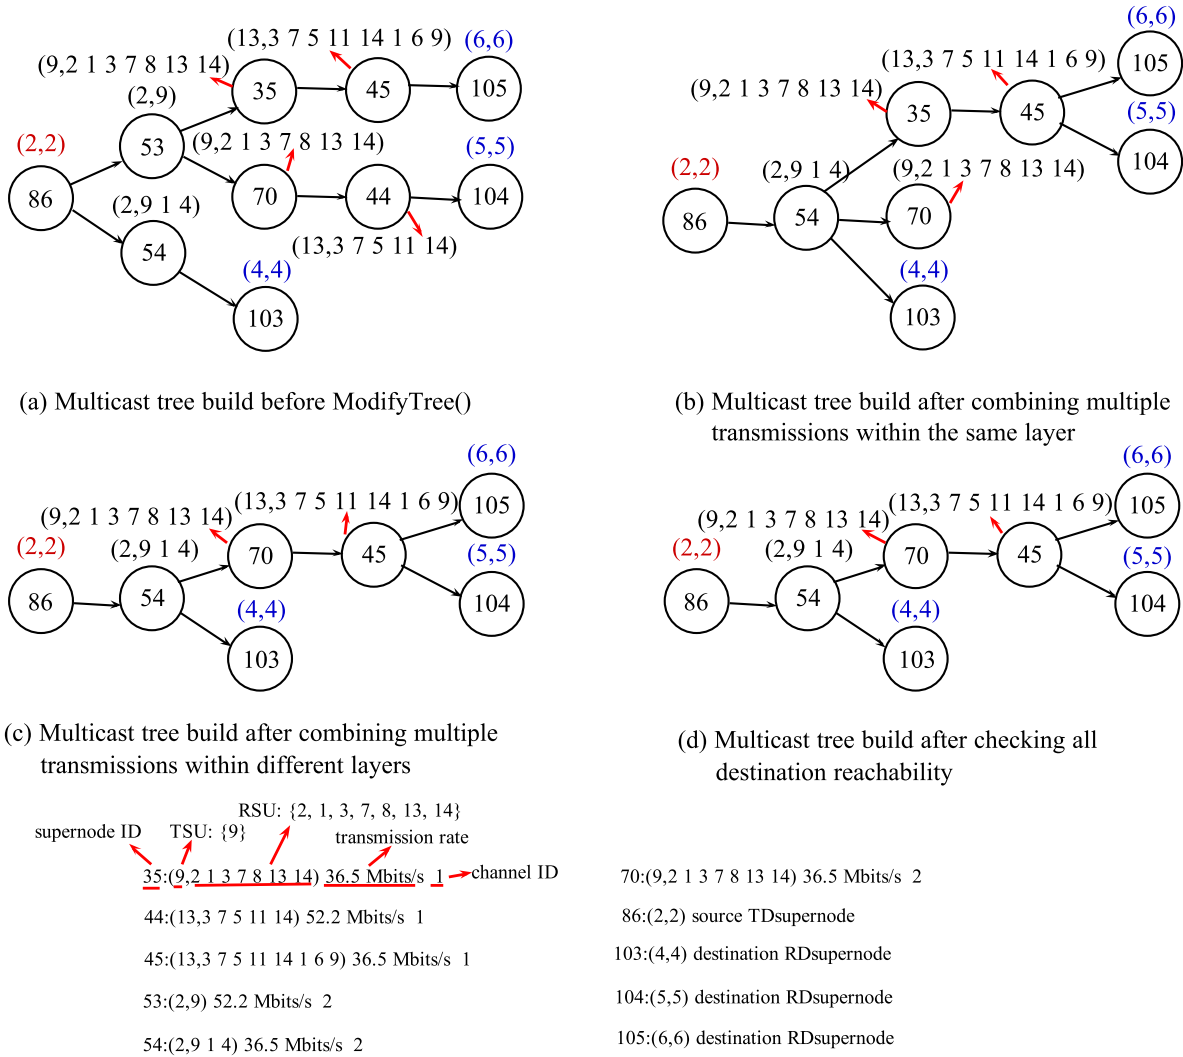 (13,3 7 5 11 14 1 6 9)
(6,6)
(9,2 1 3 7 8 13 14)
35
45
105
(2,9)
(2,2)
53
(9,2 1 3 7 8 13 14)
(5,5)
86
70
44
104
(2,9 1 4)
54
(13,3 7 5 11 14)
(4,4)
103
(a) Multicast tree build before ModifyTree()
(6,6)
(13,3 7 5 11 14 1 6 9)
105
(9,2 1 3 7 8 13 14)
35
45
(5,5)
104
(2,2)
(2,9 1 4)
(9,2 1 3 7 8 13 14)
86
54
70
(4,4)
103
(b) Multicast tree build after combining multiple
transmissions within the same layer
(6,6)
(13,3 7 5 11 14 1 6 9)
105
(9,2 1 3 7 8 13 14)
(2,2)
(2,9 1 4)
70
45
(5,5)
86
54
(4,4)
104
103
(c) Multicast tree build after combining multiple
transmissions within different layers
(6,6)
(13,3 7 5 11 14 1 6 9)
105
(9,2 1 3 7 8 13 14)
(2,2)
(2,9 1 4)
70
45
(5,5)
86
54
(4,4)
104
103
(d) Multicast tree build after checking all
destination reachability
RSU: {2, 1, 3, 7, 8, 13, 14}
supernode ID
TSU: {9}
transmission rate
35:(9,2 1 3 7 8 13 14) 36.5 Mbits/s 1
channel ID
44:(13,3 7 5 11 14) 52.2 Mbits/s 1
45:(13,3 7 5 11 14 1 6 9) 36.5 Mbits/s 1
53:(2,9) 52.2 Mbits/s 2
54:(2,9 1 4) 36.5 Mbits/s 2
70:(9,2 1 3 7 8 13 14) 36.5 Mbits/s 2
86:(2,2) source TDsupernode
103:(4,4) destination RDsupernode
104:(5,5) destination RDsupernode
105:(6,6) destination RDsupernode